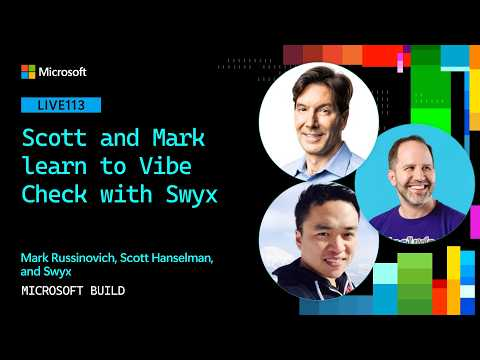 Microsoft
LIVE113
Scott and Mark
learn to Vibe
Check with Swyx
Mark Russinovich, Scott Hanselman,
and Swyx
MICROSOFT BUILD